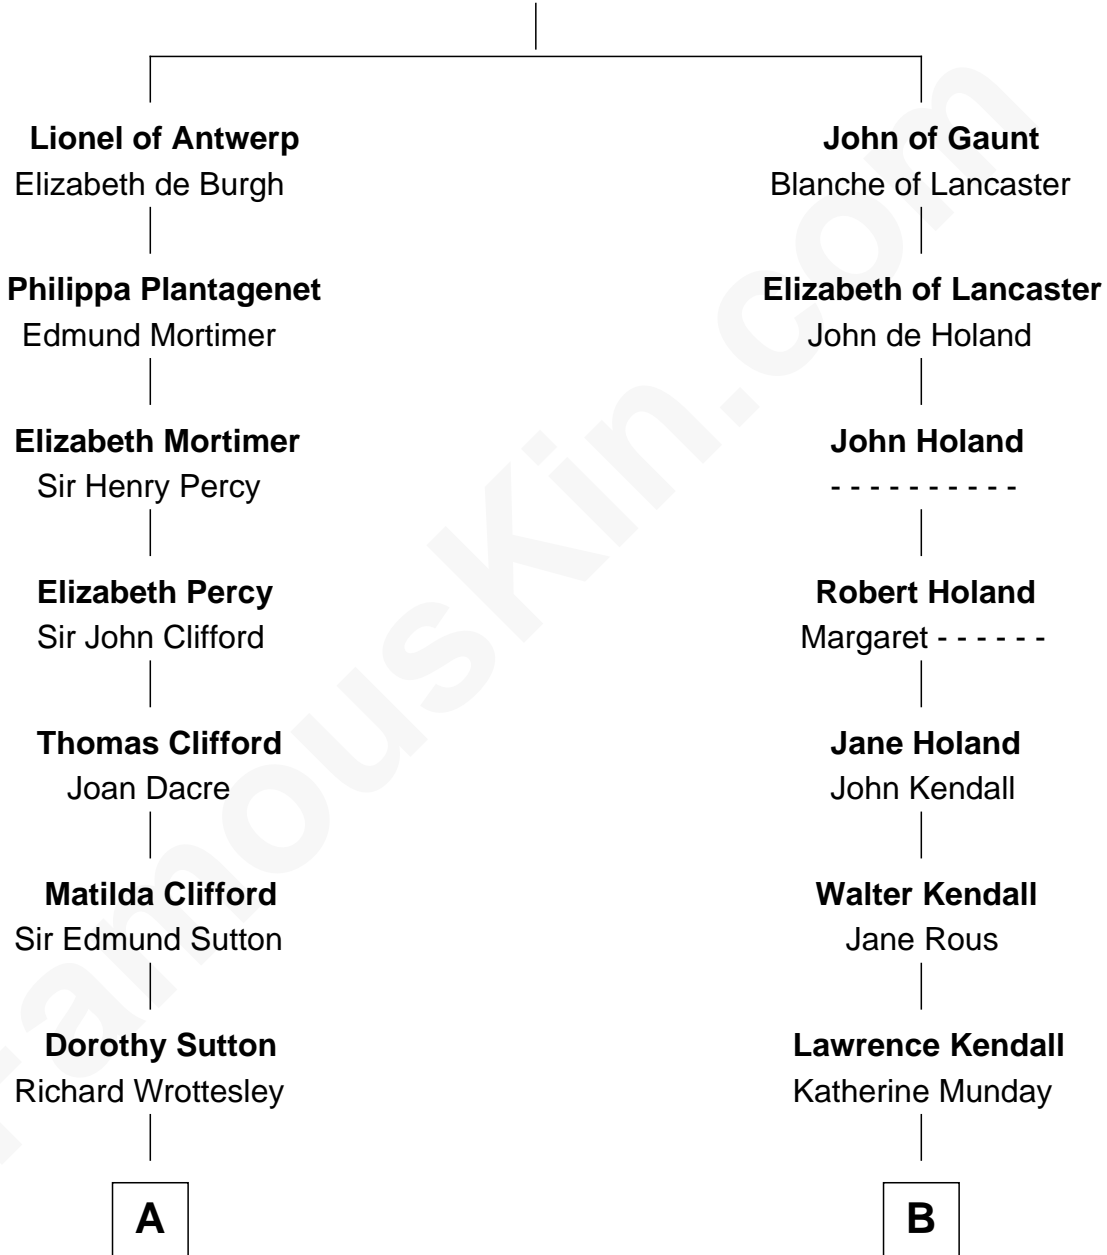 Lionel of Antwerp
Elizabeth de Burgh
Philippa Plantagenet
Edmund Mortimer
Elizabeth Mortimer
Sir Henry Percy
Elizabeth Percy
Sir John Clifford
Thomas Clifford
Joan Dacre
Matilda Clifford
Sir Edmund Sutton
Dorothy Sutton
Richard Wrottesley
A
John of Gaunt
Blanche of Lancaster
Elizabeth of Lancaster
John de Holand
John Holand
- - - - - - - - - -
Robert Holand
Margaret - - - - - -
Jane Holand
John Kendall
Walter Kendall
Jane Rous
Lawrence Kendall
Katherine Munday
B
FamousKin.com